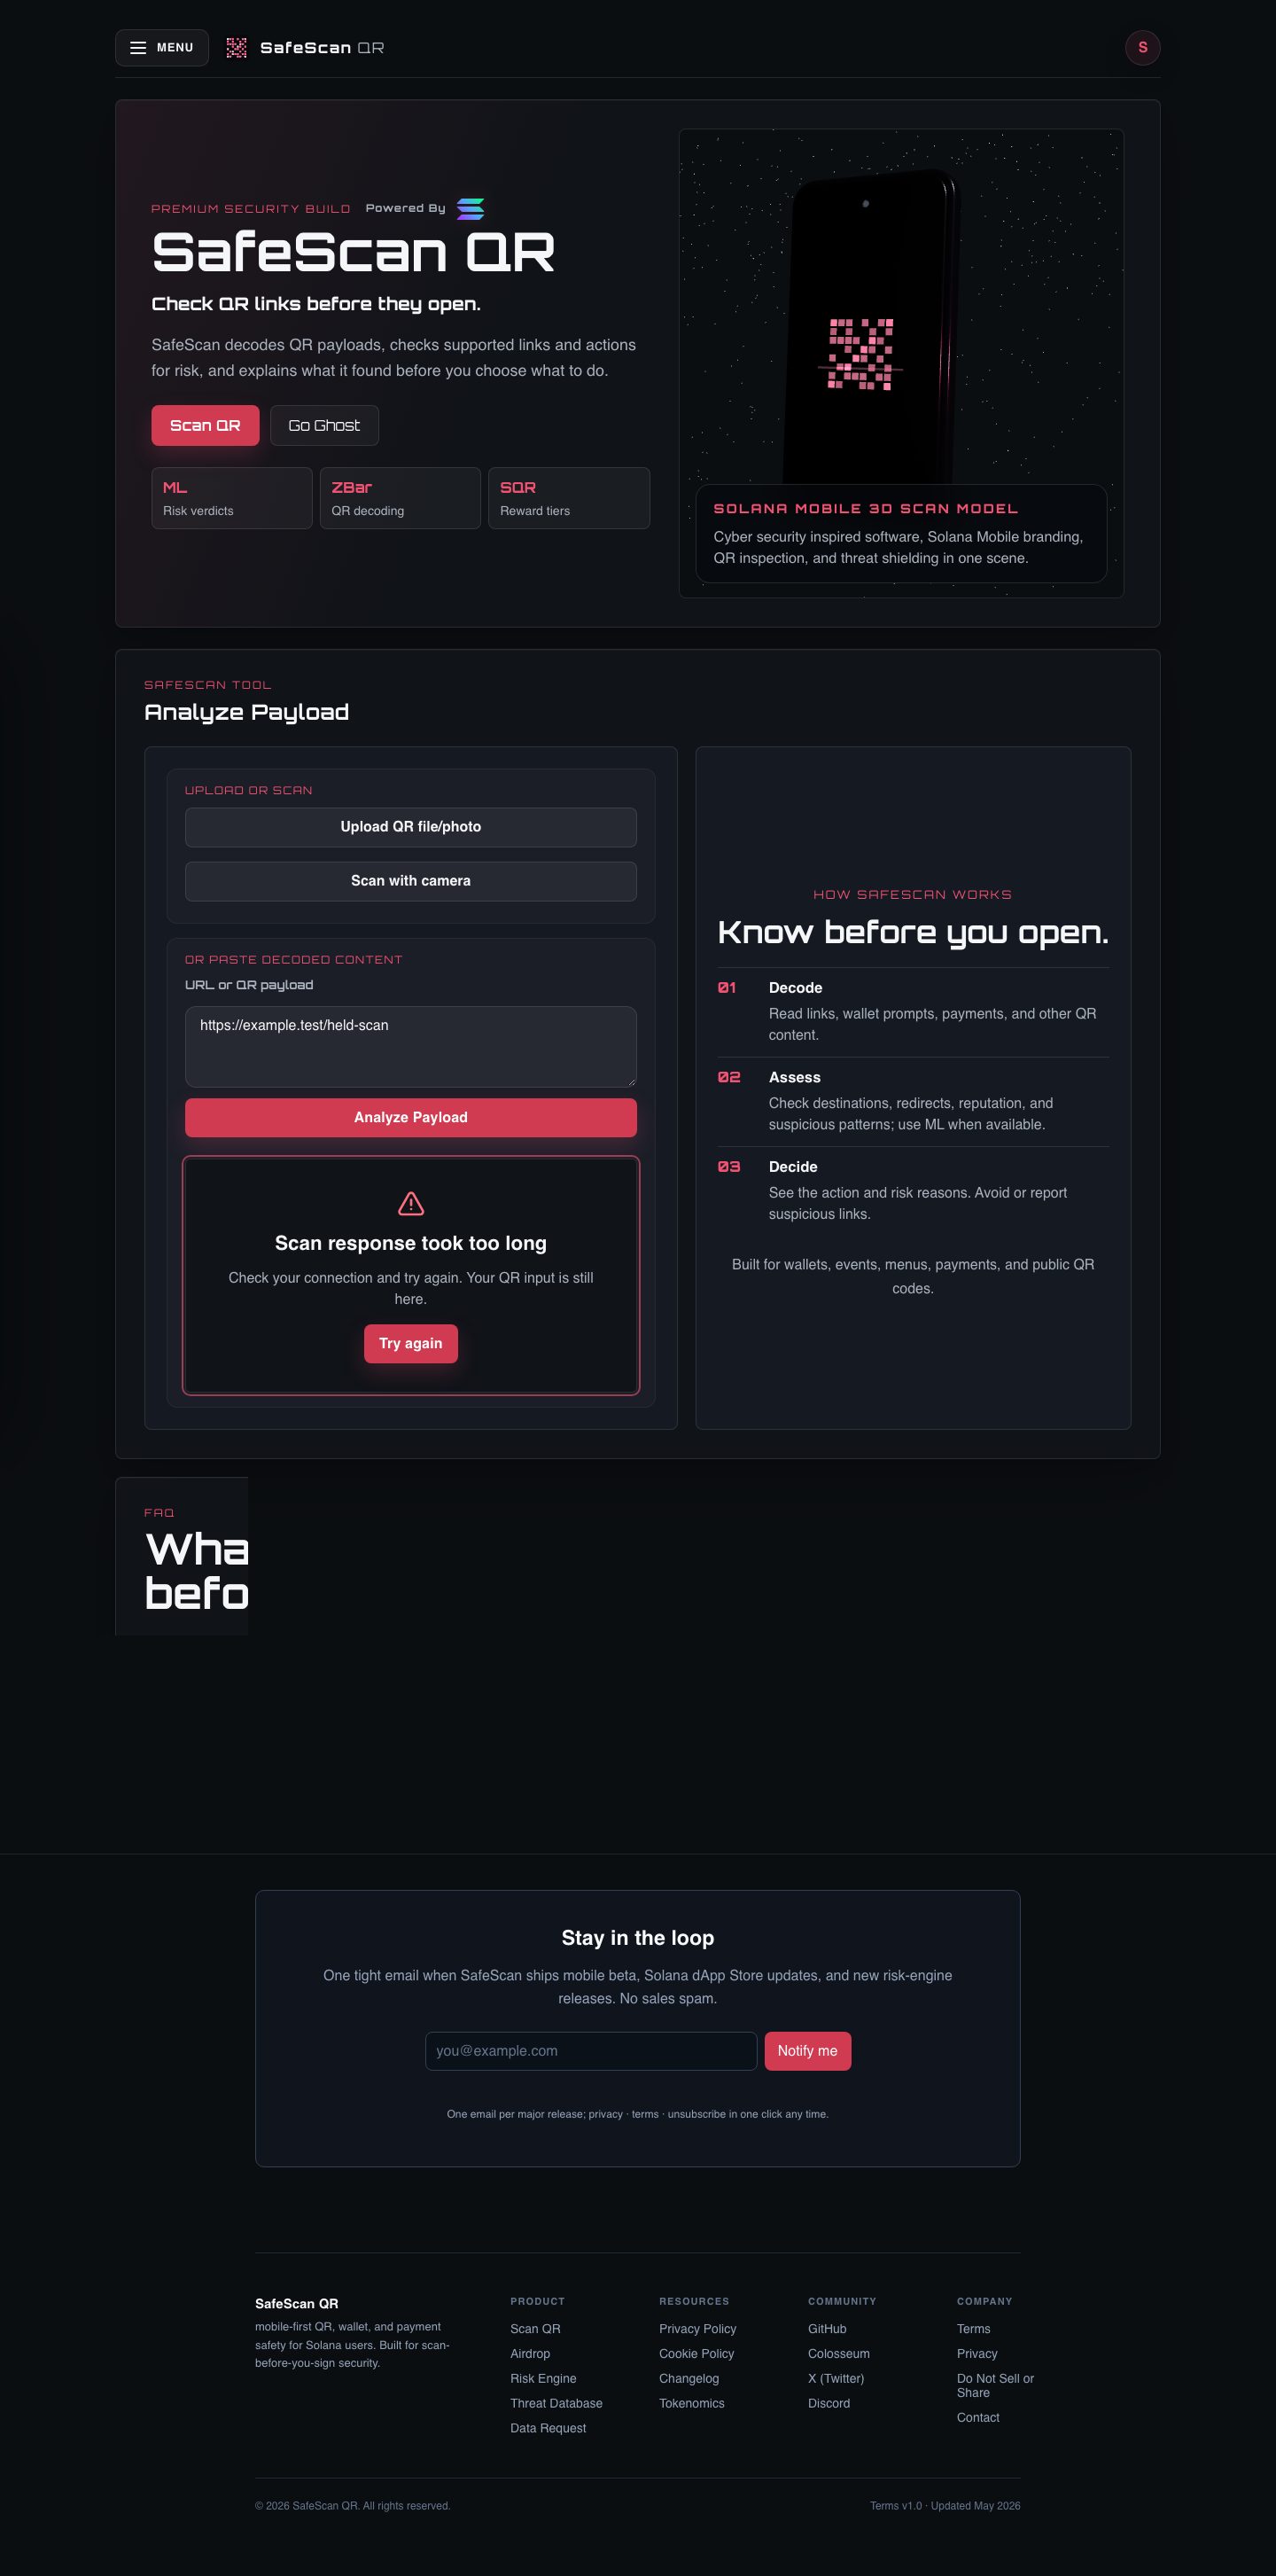 MENU
SafeScan QR
S
PREMIUM SECURITY BUILD
Powered By
SafeScan QR
Check QR links before they open.
SafeScan decodes QR payloads, checks supported links and actions
for risk, and explains what it found before you choose what to do.
Scan QR
Go Ghost
ML
Risk verdicts
ZBar
QR decoding
SQR
Reward tiers
SOLANA MOBILE 3D SCAN MODEL
Cyber security inspired software, Solana Mobile branding,
QR inspection, and threat shielding in one scene.
SAFESCAN TOOL
Analyze Payload
UPLOAD OR SCAN
Upload QR file/photo
Scan with camera
OR PASTE DECODED CONTENT
URL or QR payload
https://example.test/held-scan
Analyze Payload
Scan response took too long
Check your connection and try again. Your QR input is still
here.
Try again
HOW SAFESCAN WORKS
Know before you open.
01
Decode
Read links, wallet prompts, payments, and other QR
content.
02
Assess
Check destinations, redirects, reputation, and
suspicious patterns; use ML when available.
03
Decide
See the action and risk reasons. Avoid or report
suspicious links.
Built for wallets, events, menus, payments, and public QR
codes.
FAQ
Wha
befo
Stay in the loop
One tight email when SafeScan ships mobile beta, Solana dApp Store updates, and new risk-engine
releases. No sales spam.
you@example.com
Notify me
One email per major release; privacy · terms · unsubscribe in one click any time.
SafeScan QR
mobile-first QR, wallet, and payment
safety for Solana users. Built for scan-
before-you-sign security.
PRODUCT
Scan QR
Airdrop
Risk Engine
Threat Database
Data Request
RESOURCES
Privacy Policy
Cookie Policy
Changelog
Tokenomics
COMMUNITY
GitHub
Colosseum
X (Twitter)
Discord
COMPANY
Terms
Privacy
Do Not Sell or
Share
Contact
© 2026 SafeScan QR. All rights reserved.
Terms v1.0 · Updated May 2026